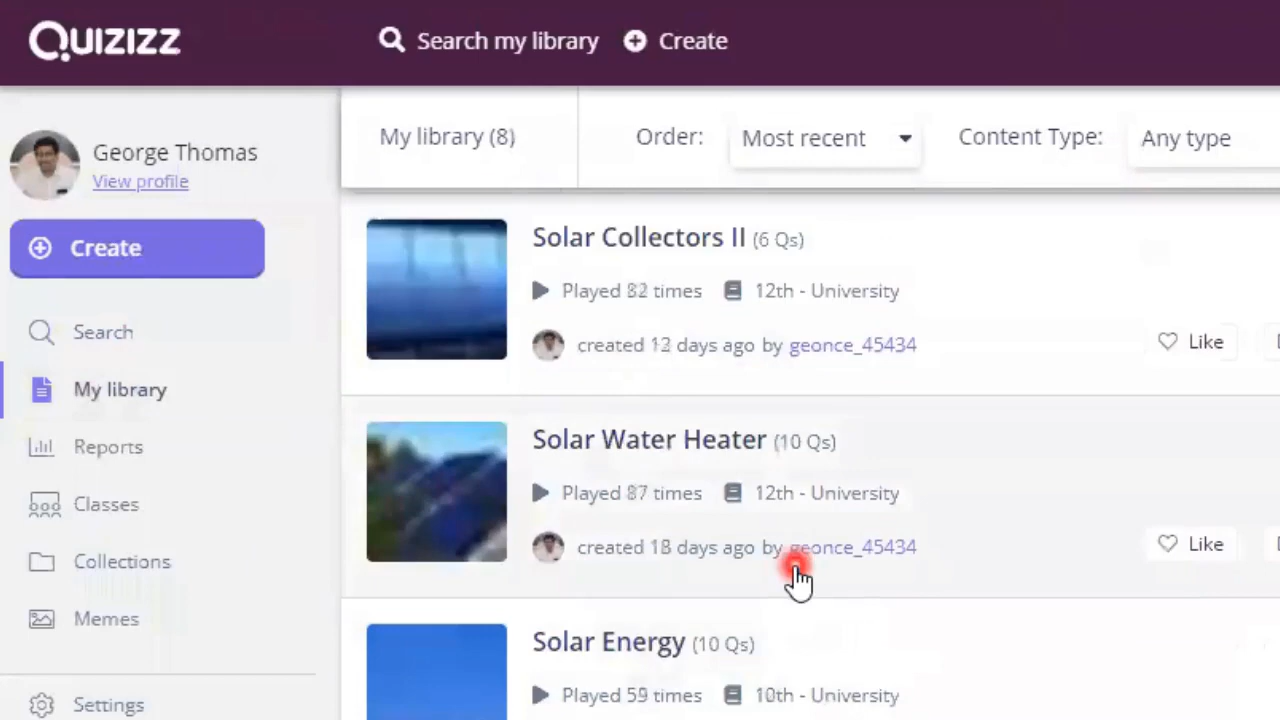 QUIZIZZ
Search my library
Create
George Thomas
View profile
Create
Search
My library
Reports
Classes
Collections
Memes
Settings
My library (8)
Order:
Most recent
Content Type:
Any type
Solar Collectors II (6 Qs)
Played 82 times
12th - University
created 12 days ago by geonce_45434
Like
Solar Water Heater (10 Qs)
Played 87 times
12th - University
created 18 days ago by geonce_45434
Like
Solar Energy (10 Qs)
Played 59 times
10th - University